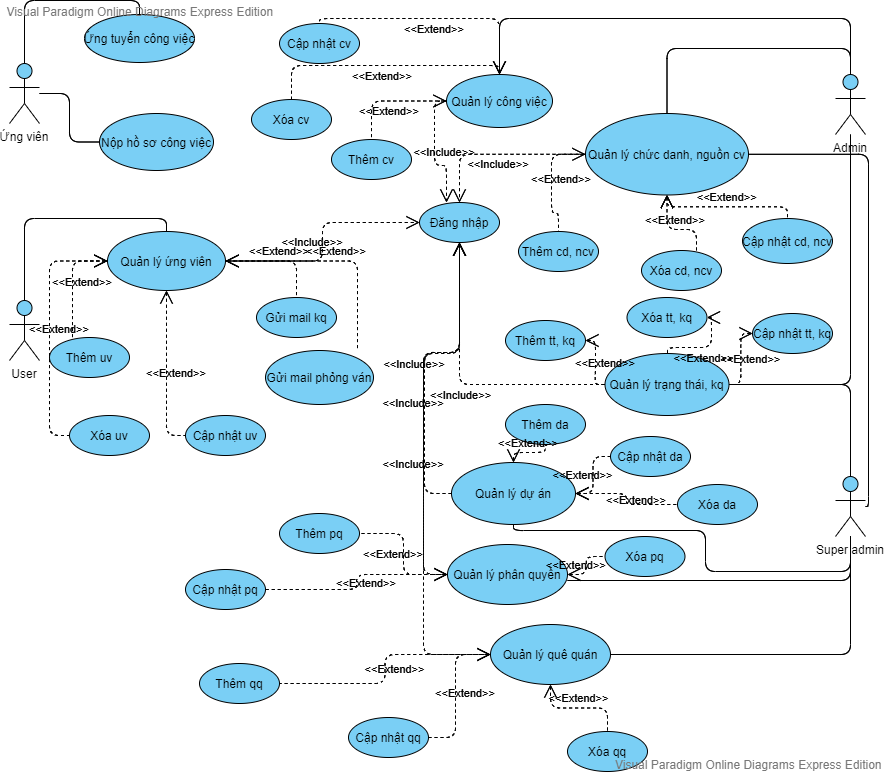 Visual Paradigm Online Diagrams Express Edition
Ứng tuyển công việc
Cập nhật cv
<<Extend>>
<<Extend>>
Quản lý công việc
Ứng viên
Xóa cv
<<Extend>>
Nộp hồ sơ công việc
Thêm cv
<<Include>>
<<Include>>
Quản lý chức danh, nguồn cv
Admin
<<Extend>>
<<Extend>>
<<Extend>>
Đăng nhập
<<Include>>
Thêm cd, ncv
Cập nhật cd, ncv
<<Extend>>
<<Extend>>
Quản lý ứng viên
Xóa cd, ncv
<<Extend>>
Gửi mail kq
Xóa tt, kq
<<Extend>>
Thêm tt, kq
Cập nhật tt, kq
Thêm uv
User
<<Extend>>
<<Include>>
<<Extend>>
<<Extend>>
<<Extend>>
Gửi mail phỏng ván
Quản lý trạng thái, kq
<<Include>>
<<Include>>
Thêm da
Xóa uv
Cập nhật uv
<<Extend>>
Cập nhật da
<<Include>>
<<Extend>>
Quản lý dự án
<<Extend>>
Xóa da
Thêm pq
<<Extend>>
Xóa pq
Super admin
<<Extend>>
Quản lý phân quyền
Cập nhật pq
<<Extend>>
Quản lý quê quán
<<Extend>>
Thêm qq
<<Extend>>
<<Extend>>
Cập nhật qq
Xóa qq
Visual Paradigm Online Diagrams Express Edition